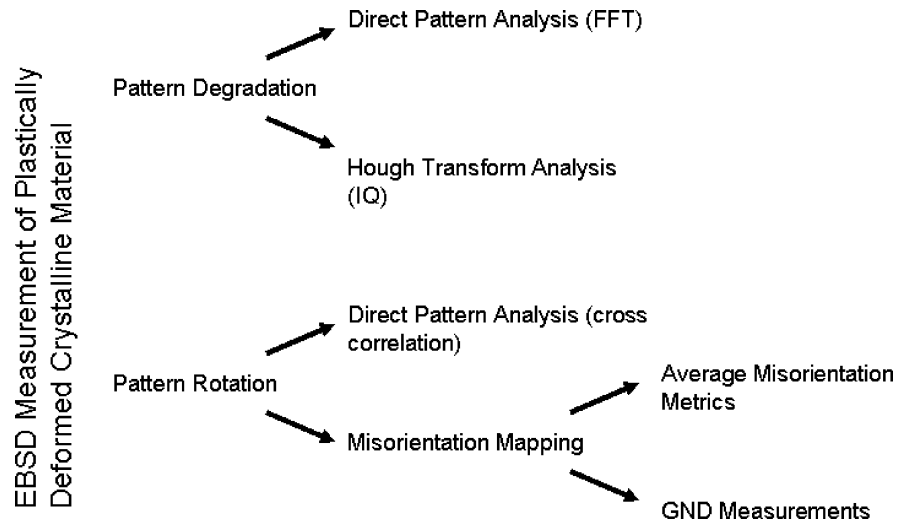 EBSD Measurement of Plastically
Deformed Crystalline Material
Pattern Degradation
Direct Pattern Analysis (FFT)
Hough Transform Analysis
(IQ)
Pattern Rotation
Direct Pattern Analysis (cross
correlation)
Misorientation Mapping
Average Misorientation
Metrics
GND Measurements